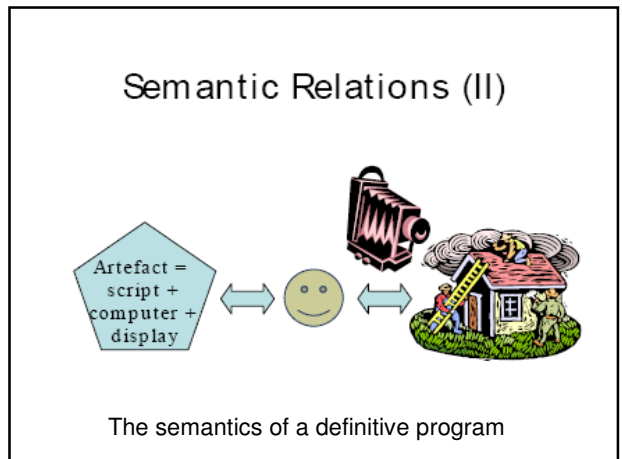 Semantic Relations (II)
Artefact =
script +
computer +
display
The semantics of a definitive program